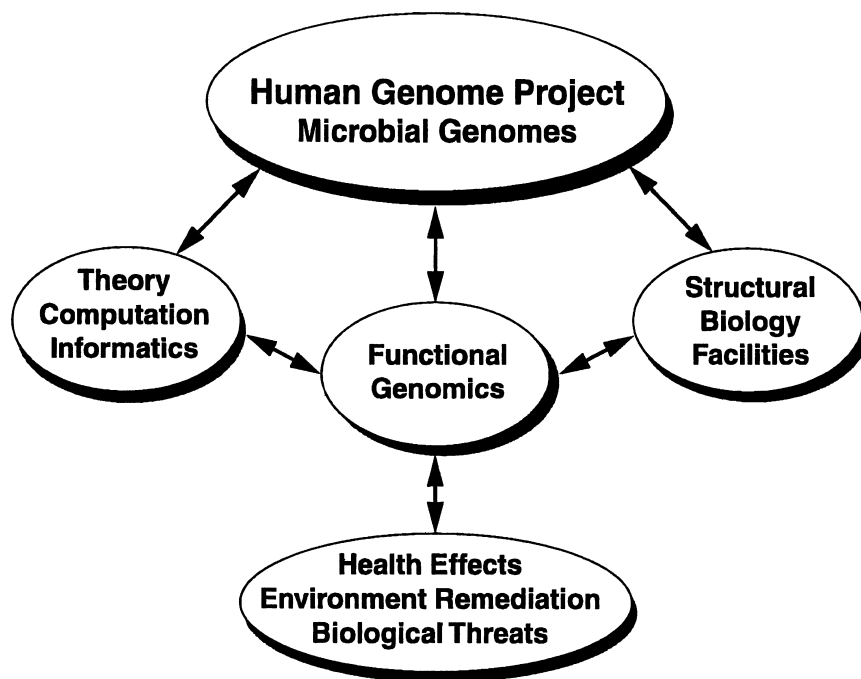 Human Genome Project
Microbial Genomes
Theory
Computation
Informatics
Functional
Genomics
Structural
Biology
Facilities
Health Effects
Environment Remediation
Biological Threats